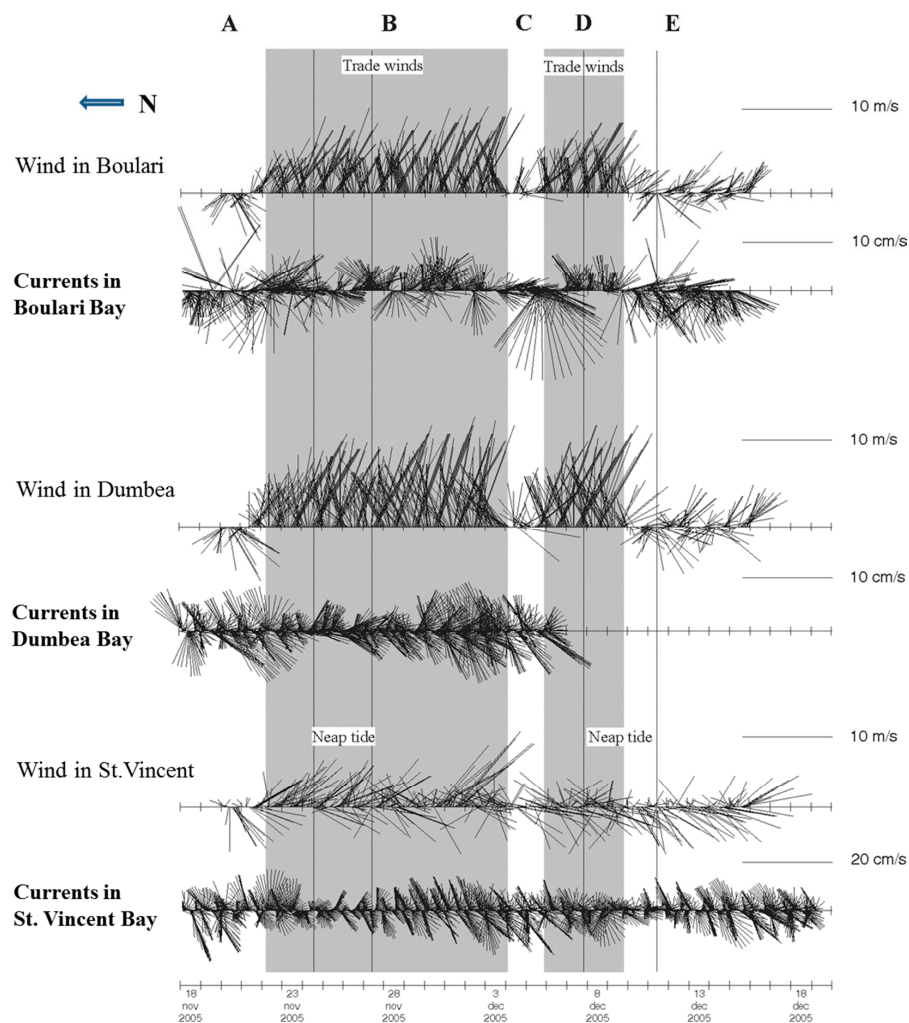 A B C D E
Trade winds Trade winds
N
10 m/s
Wind in Boulari
10 cm/s
Currents in
Boulari Bay
10 m/s
Wind in Dumbea
10 cm/s
Currents in
Dumbea Bay
Neap tide Neap tide
10 m/s
Wind in St.Vincent
20 cm/s
Currents in
St. Vincent Bay
18 23 28 3 8 13 18
nov nov nov dec dec dec dec
2005 2005 2005 2005 2005 2005 2005